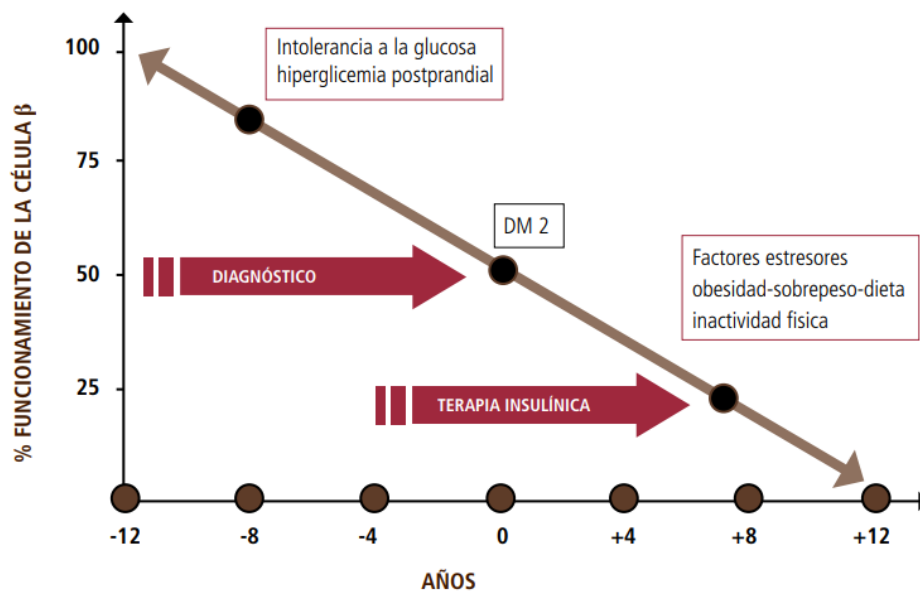 % FUNCIONAMIENTO DE LA CÉLULA β
100
75
50
25
Intolerancia a la glucosa
hiperglicemia postprandial
DM 2
DIAGNÓSTICO
Factores estresores
obesidad-sobrepeso-dieta
inactividad fisica
TERAPIA INSULÍNICA
-12
-8
-4
0
+4
+8
+12
AÑOS